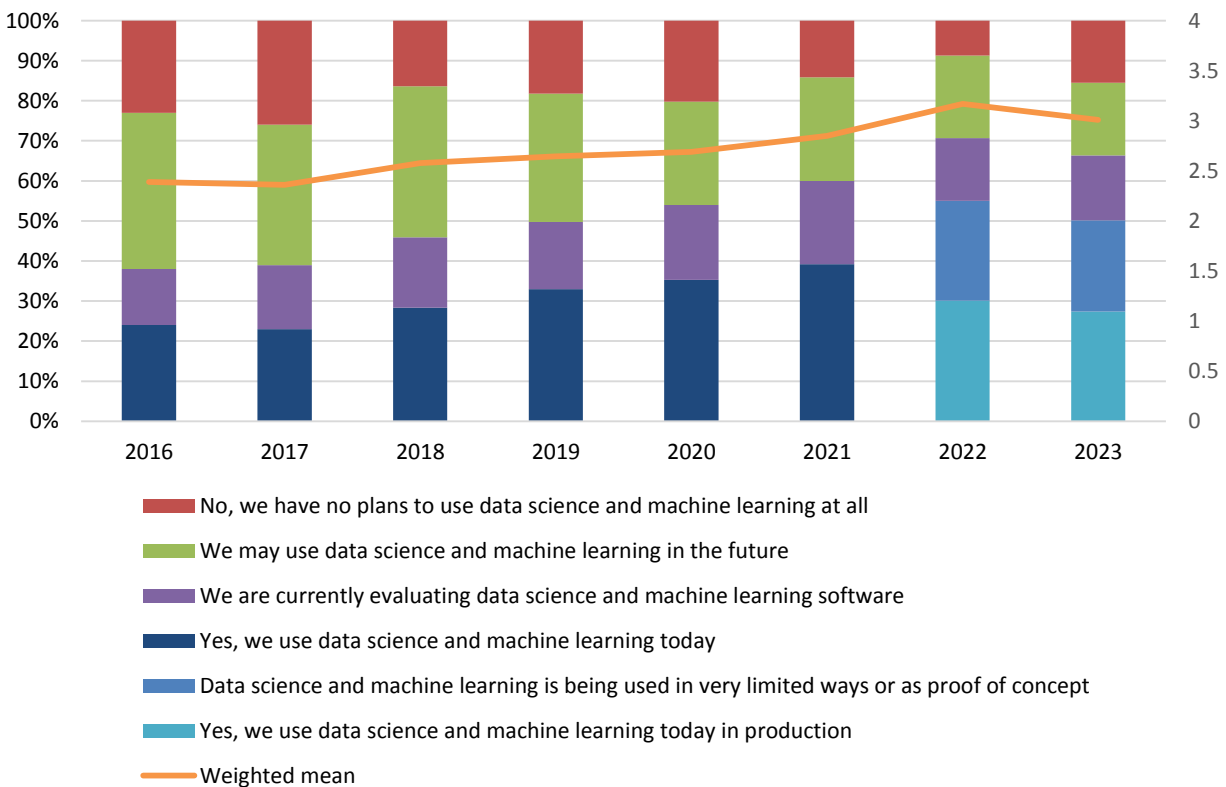 100%
90%
80%
70%
60%
50%
40%
30%
20%
10%
0%
4
3.5
3
2.5
2
1.5
1
0.5
0
2016 2017 2018 2019 2020 2021 2022 2023
No, we have no plans to use data science and machine learning at all
We may use data science and machine learning in the future
We are currently evaluating data science and machine learning software
Yes, we use data science and machine learning today
Data science and machine learning is being used in very limited ways or as proof of concept
Yes, we use data science and machine learning today in production
Weighted mean